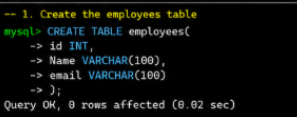 -- 1. Create the employees table
mysql> CREATE TABLE employees(
    -> id INT,
    -> Name VARCHAR(100),
    -> email VARCHAR(100)
    -> );
Query OK, 0 rows affected (0.02 sec)